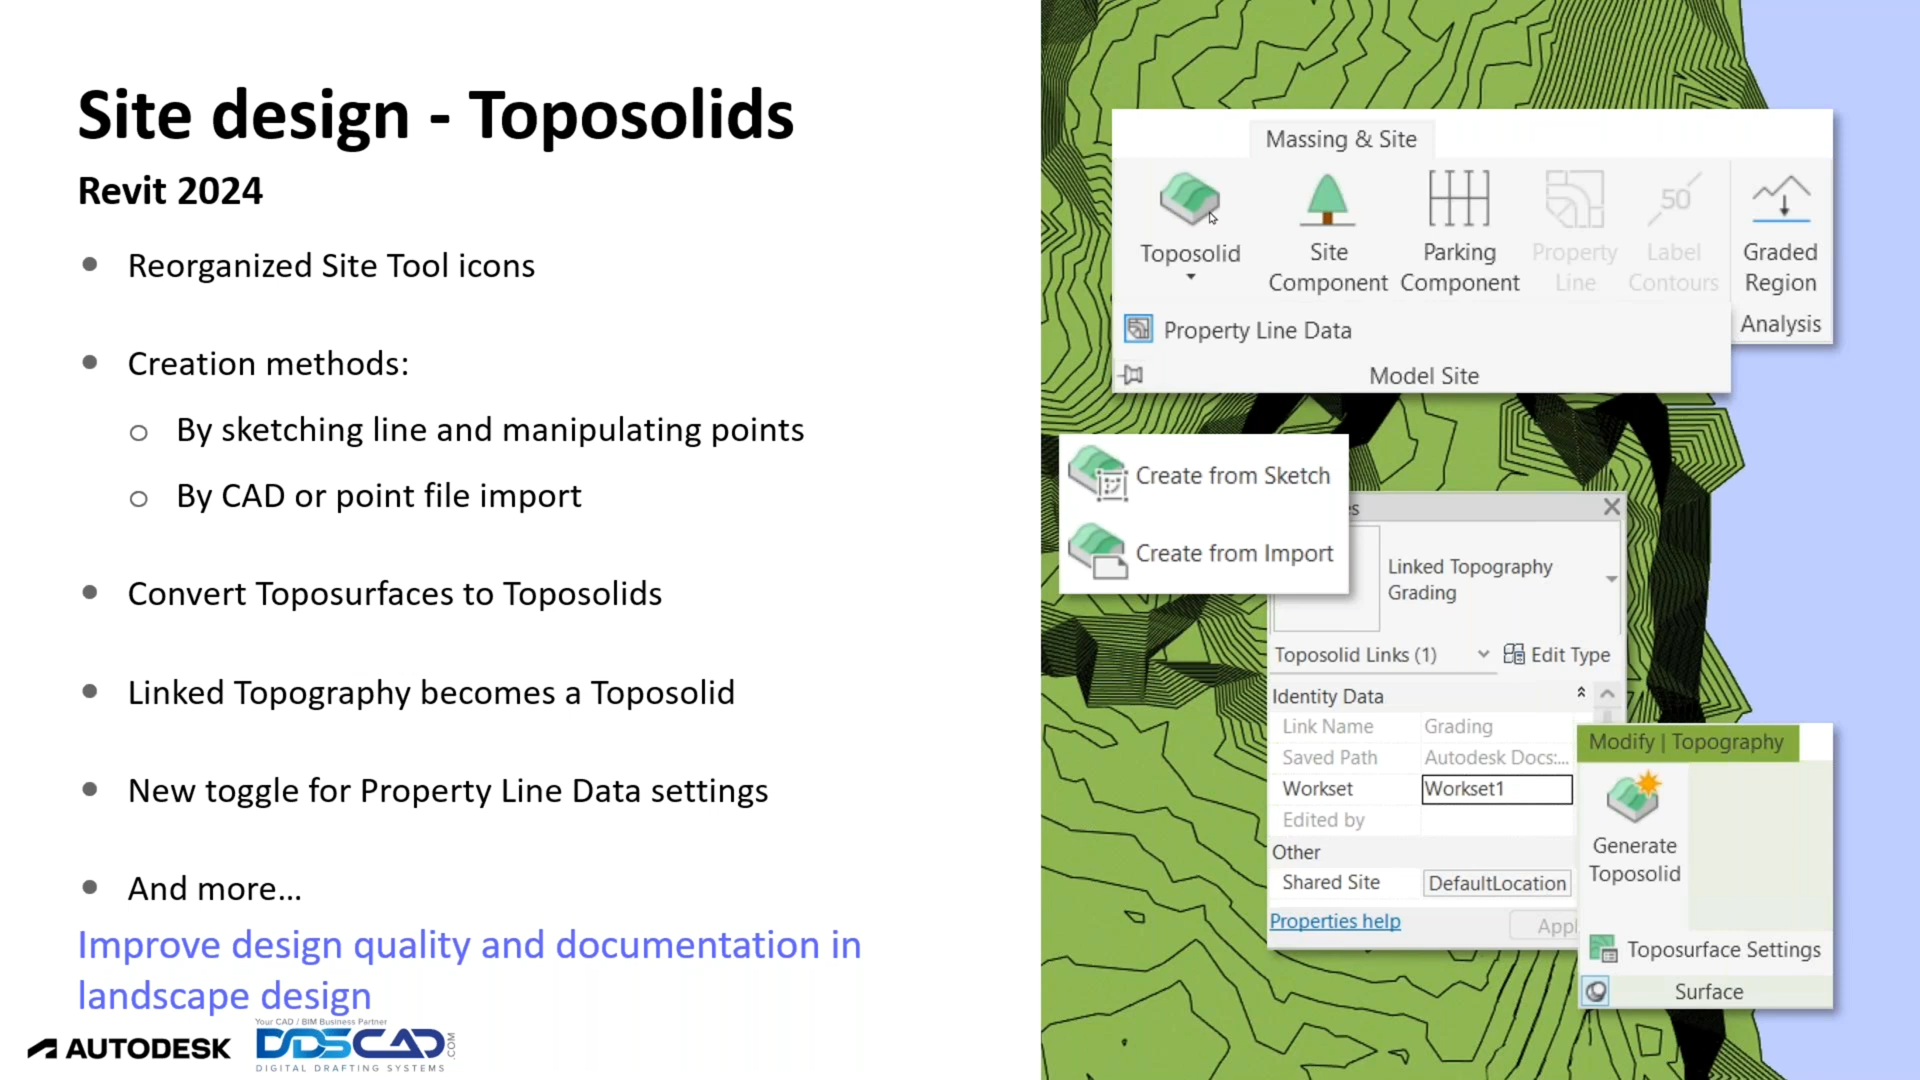 Site design - Toposolids
Revit 2024
Reorganized Site Tool icons
Creation methods:
By sketching line and manipulating points
By CAD or point file import
Convert Toposurfaces to Toposolids
Linked Topography becomes a Toposolid
New toggle for Property Line Data settings
And more...
Improve design quality and documentation in
landscape design
AUTODESK
Your CAD / BIM Business Partner
DDSCAD
.COM
DIGITAL DRAFTING SYSTEMS
Massing & Site
Toposolid
Site
Component
Parking
Component
Property
Line
50
Label
Contours
Graded
Region
Analysis
Property Line Data
Model Site
Create from Sketch
Create from Import
es
Linked Topography
Grading
Toposolid Links (1)
Edit Type
Identity Data
Link Name
Grading
Saved Path
Autodesk Docs:...
Workset
Workset1
Edited by
Other
Shared Site
DefaultLocation
Properties help
Appl
Modify | Topography
Generate
Toposolid
Toposurface Settings
Surface